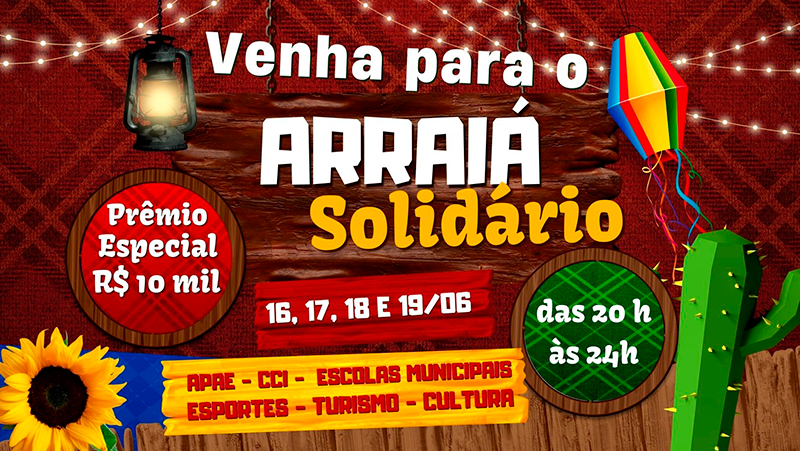 Venha para o
ARRAIÁ
Solidário
Prêmio
Especial
R$ 10 mil
16, 17, 18 E 19/06
das 20 h
às 24h
APAE - CCI - ESCOLAS MUNICIPAIS
ESPORTES - TURISMO - CULTURA